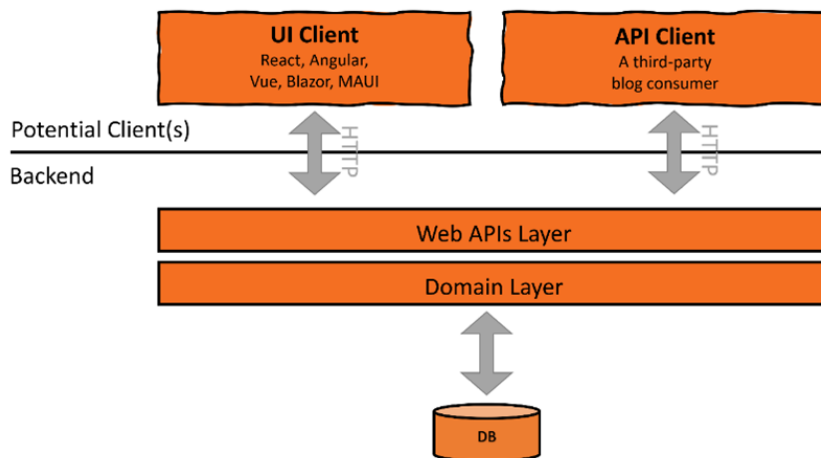 UI Client
React, Angular,
Vue, Blazor, MAUI
API Client
A third-party
blog consumer
Potential Client(s)
HTTP
HTTP
Backend
Web APIs Layer
Domain Layer
DB